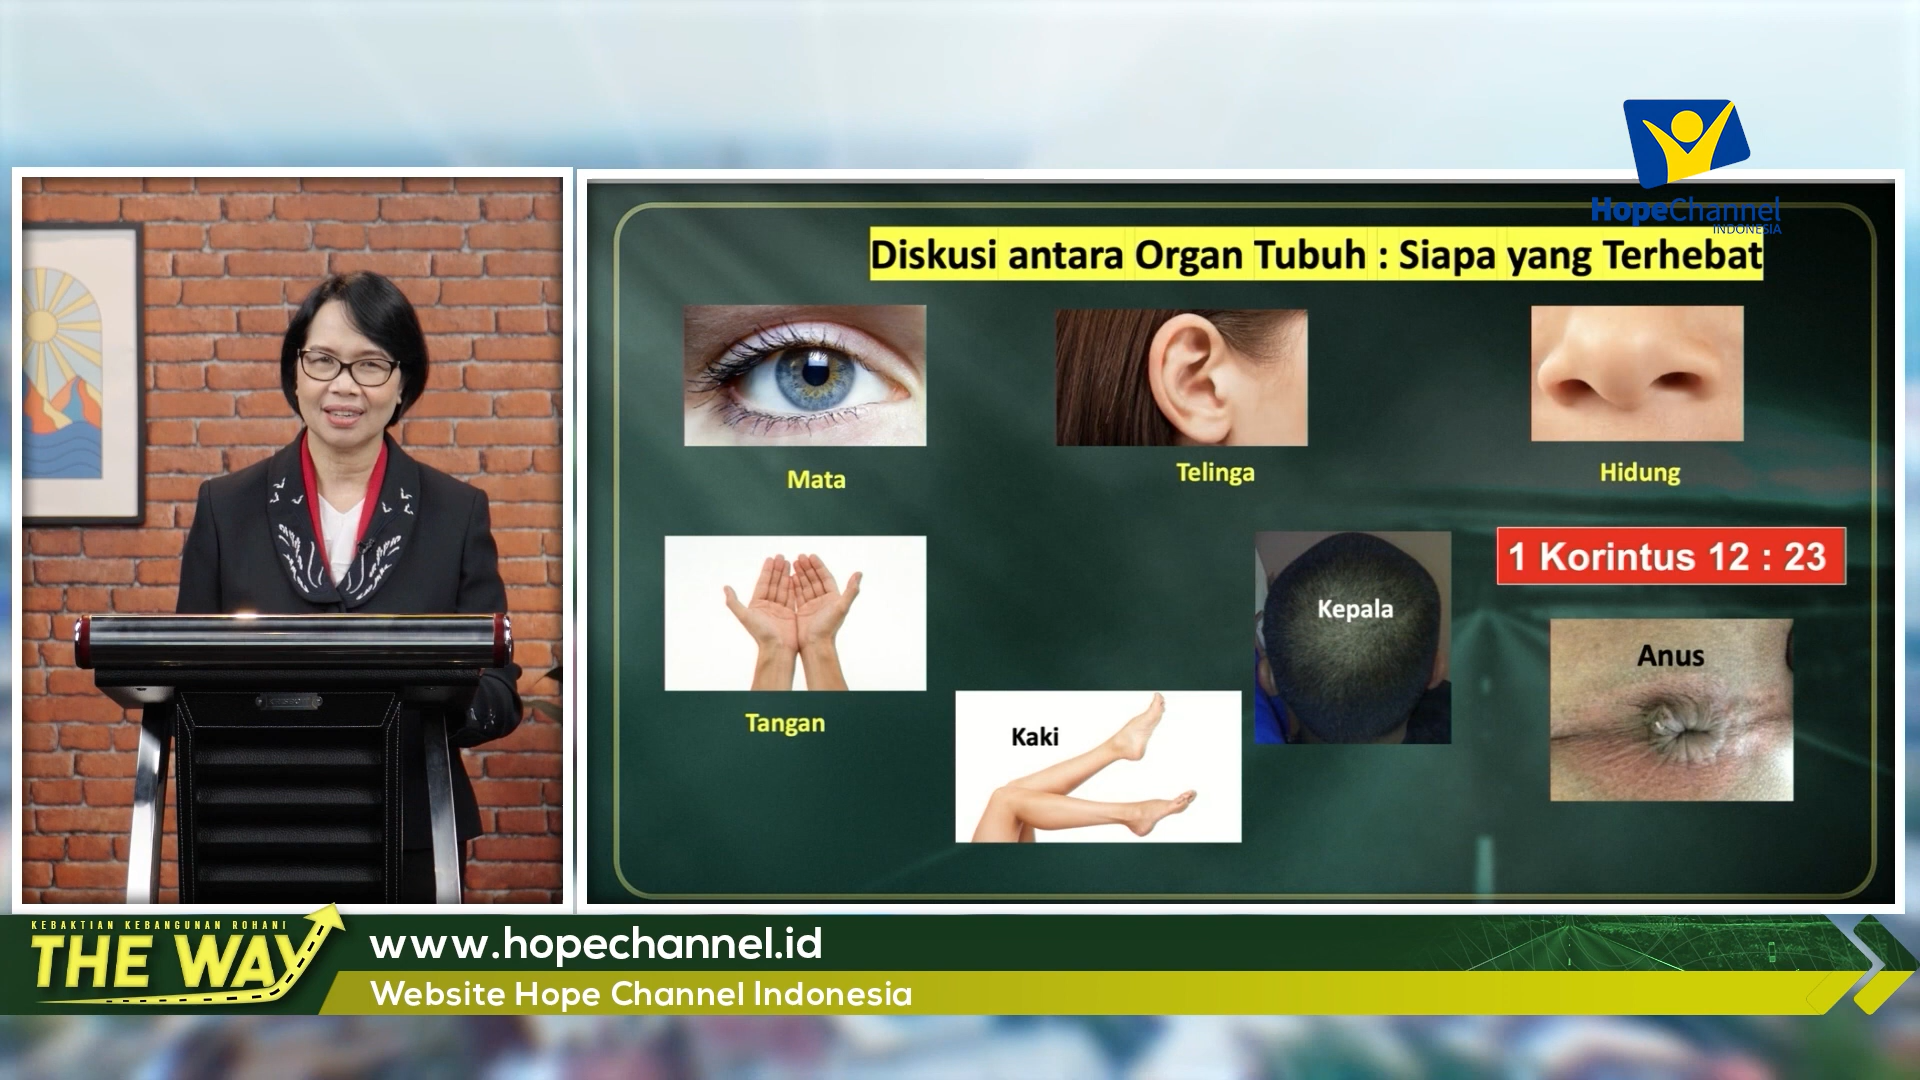 HopeChannel
INDONESIA
Diskusi antara Organ Tubuh : Siapa yang Terhebat
Mata
Telinga
Hidung
1 Korintus 12 : 23
Kepala
Anus
Tangan
Kaki
KEBAKTIAN KEBANGUNAN ROHANI
THE WAY
www.hopechannel.id
Website Hope Channel Indonesia